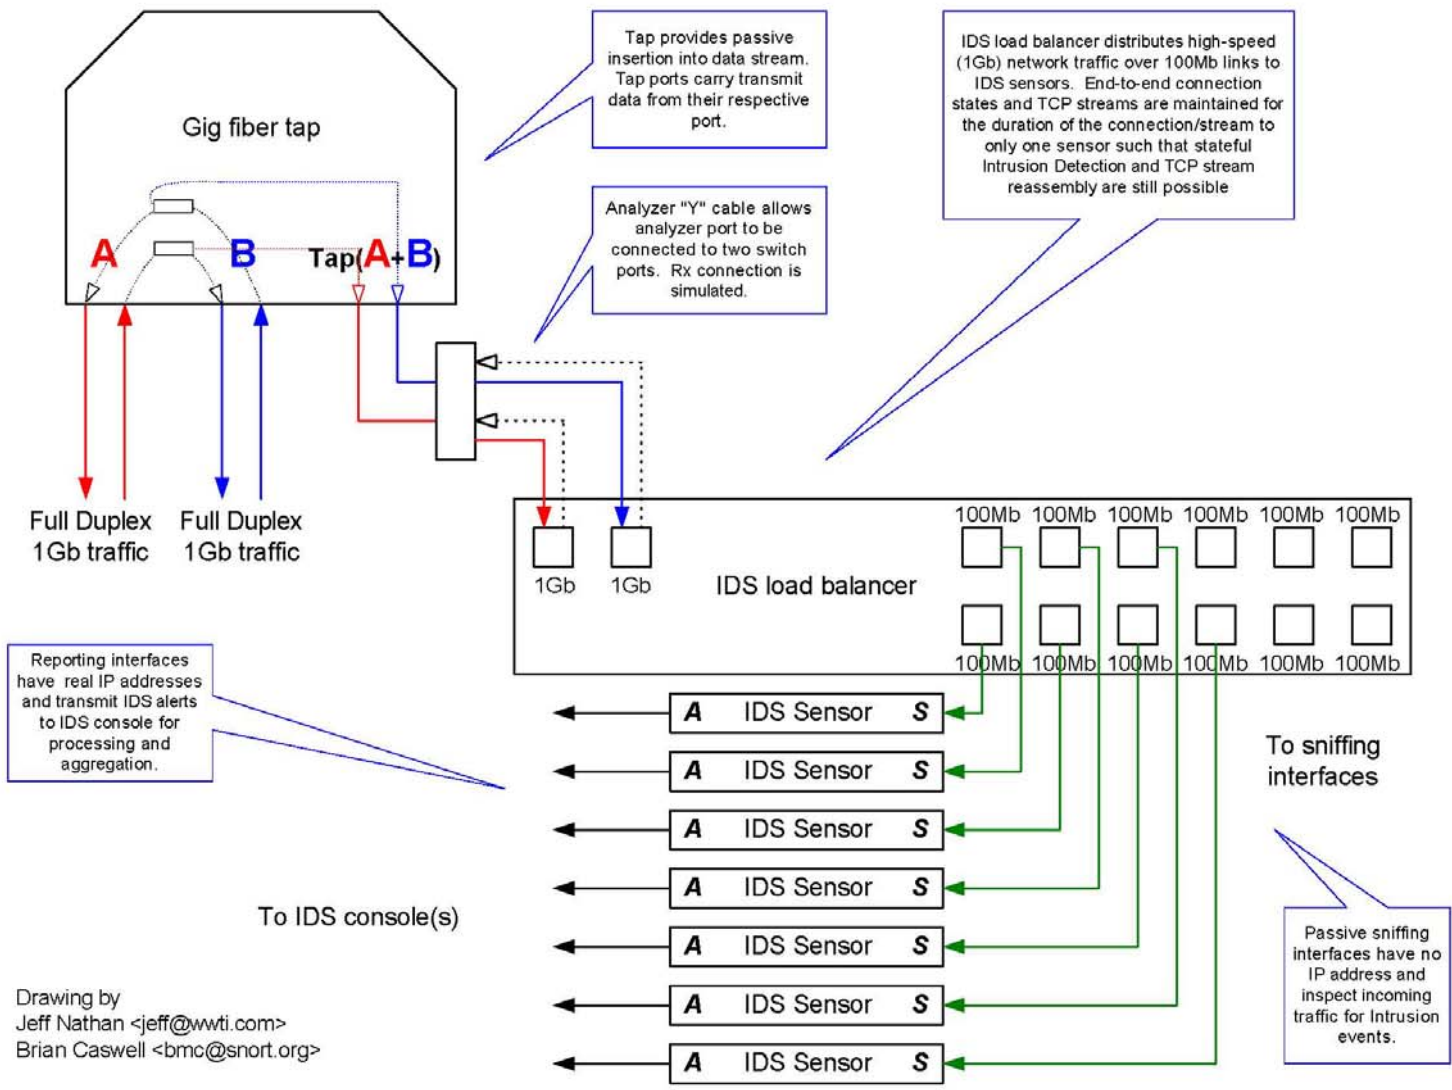 Gig fiber tap
A
B
Tap(A+B)
Full Duplex
1Gb traffic
Full Duplex
1Gb traffic
Tap provides passive
insertion into data stream.
Tap ports carry transmit
data from their respective
port.
Analyzer "Y" cable allows
analyzer port to be
connected to two switch
ports. Rx connection is
simulated.
IDS load balancer distributes high-speed
(1Gb) network traffic over 100Mb links to
IDS sensors. End-to-end connection
states and TCP streams are maintained for
the duration of the connection/stream to
only one sensor such that stateful
Intrusion Detection and TCP stream
reassembly are still possible
100Mb 100Mb 100Mb 100Mb 100Mb 100Mb
1Gb 1Gb
IDS load balancer
100Mb 100Mb 100Mb 100Mb 100Mb 100Mb
Reporting interfaces
have real IP addresses
and transmit IDS alerts
to IDS console for
processing and
aggregation.
A IDS Sensor S
A IDS Sensor S
A IDS Sensor S
A IDS Sensor S
A IDS Sensor S
A IDS Sensor S
A IDS Sensor S
To sniffing
interfaces
To IDS console(s)
Passive sniffing
interfaces have no
IP address and
inspect incoming
traffic for Intrusion
events.
Drawing by
Jeff Nathan <jeff@wwti.com>
Brian Caswell <bmc@snort.org>